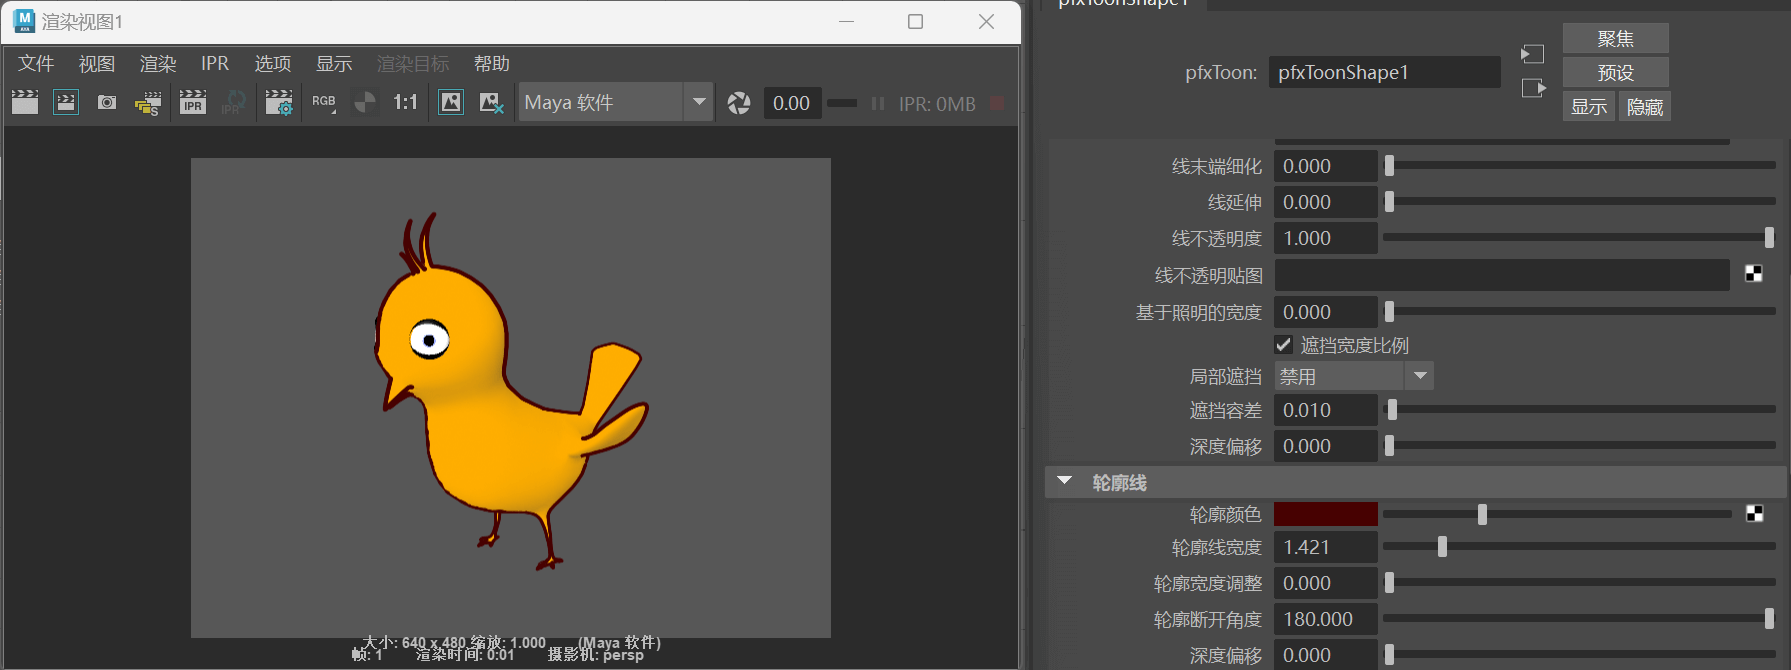 渲染视图1
文件 视图 渲染 IPR 选项 显示 渲染目标 帮助
IPR IPR RGB 1:1 Maya 软件 0.00 IPR: 0MB
大小: 640 x 480 缩放: 1.000 (Maya 软件)
帧: 1 渲染时间: 0:01 摄影机: persp
pfxToonShape1
pfxToon: pfxToonShape1
聚焦
预设
显示 隐藏
线末端细化 0.000
线延伸 0.000
线不透明度 1.000
线不透明贴图
基于照明的宽度 0.000
遮挡宽度比例
局部遮挡 禁用
遮挡容差 0.010
深度偏移 0.000
轮廓线
轮廓颜色
轮廓线宽度 1.421
轮廓宽度调整 0.000
轮廓断开角度 180.000
深度偏移 0.000